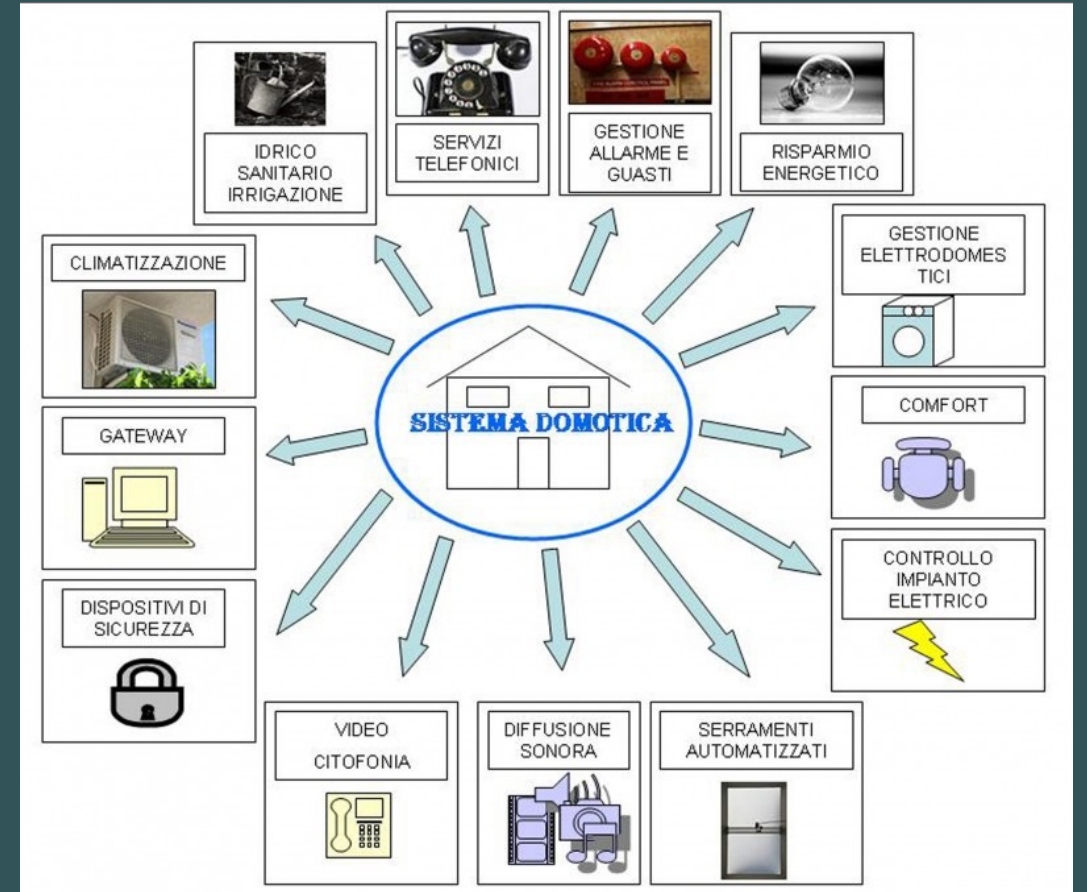 IDRICO
SANITARIO
IRRIGAZIONE
SERVIZI
TELEFONICI
GESTIONE
ALLARME E
GUASTI
RISPARMIO
ENERGETICO
CLIMATIZZAZIONE
GESTIONE
ELETTRODOMES
TICI
SISTEMA DOMOTICA
GATEWAY
COMFORT
DISPOSITIVI DI
SICUREZZA
CONTROLLO
IMPIANTO
ELETTRICO
VIDEO
CITOFONIA
DIFFUSIONE
SONORA
SERRAMENTI
AUTOMATIZZATI